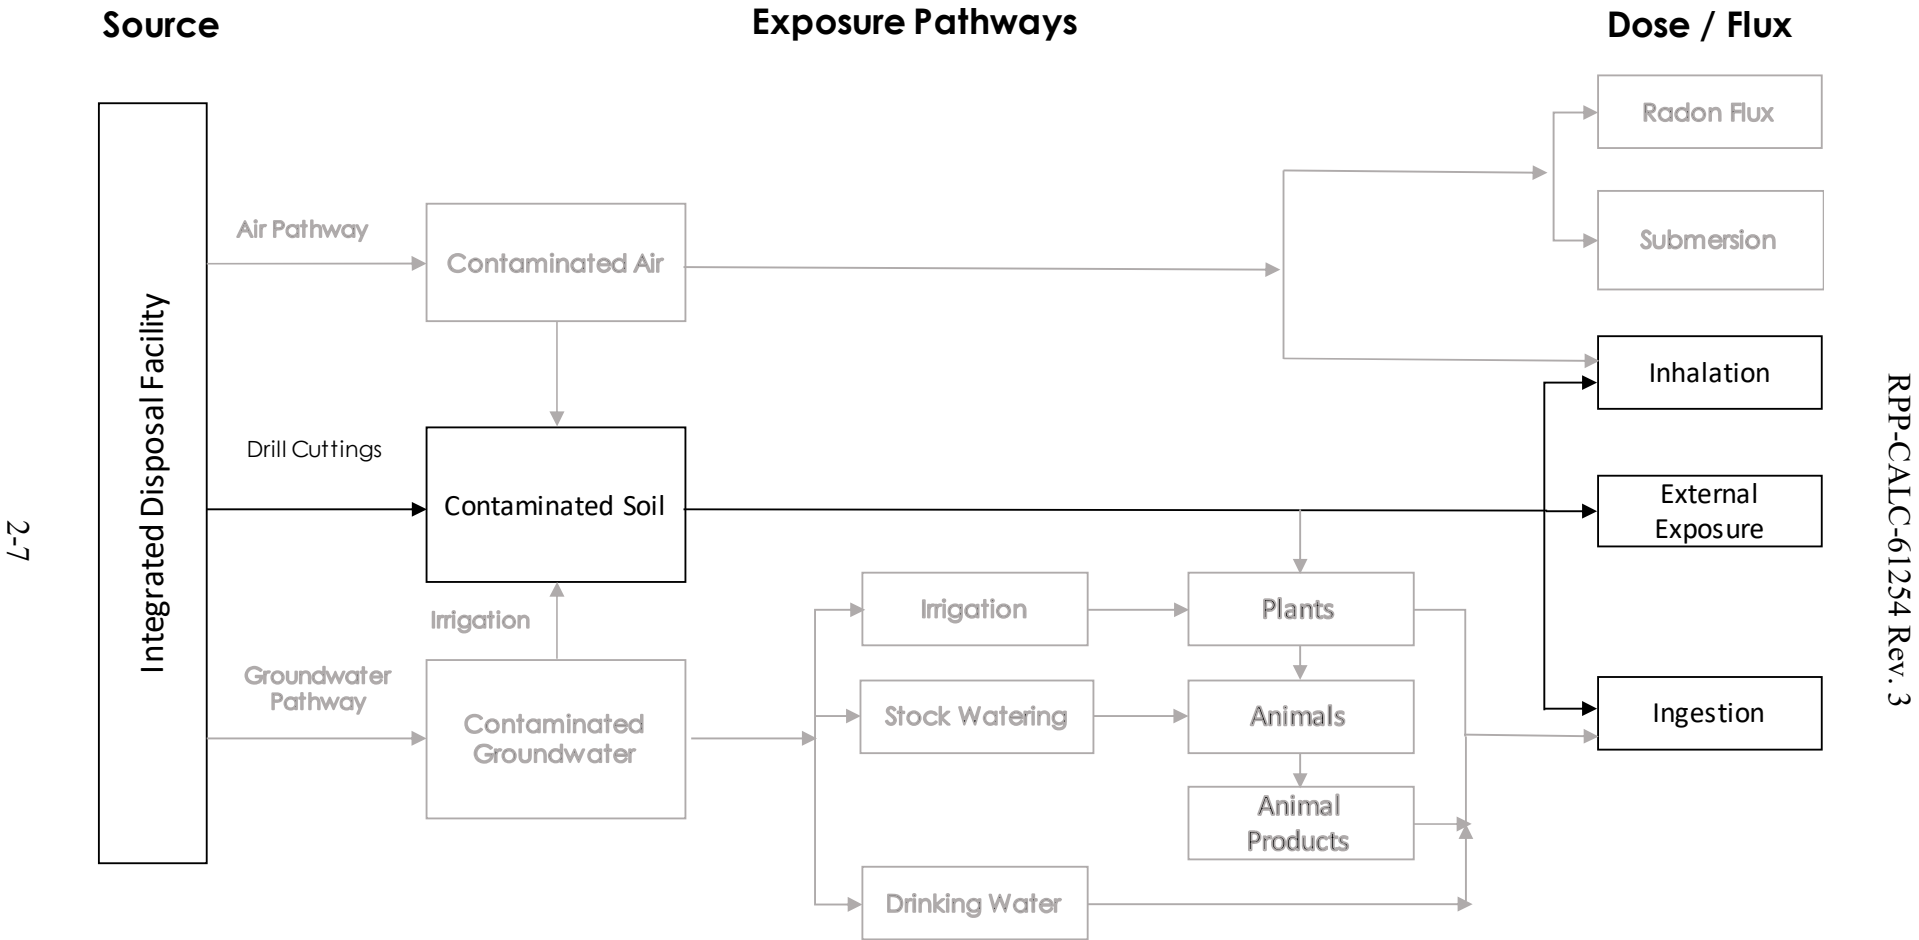 Source
Exposure Pathways
Dose / Flux
Radon Flux
Air Pathway
Contaminated Air
Submersion
Integrated Disposal Facility
Inhalation
Drill Cuttings
Contaminated Soil
External
Exposure
Irrigation
Irrigation
Plants
Groundwater
Pathway
Contaminated
Groundwater
Stock Watering
Animals
Ingestion
Animal
Products
Drinking Water
2-7
RPP-CALC-61254 Rev. 3